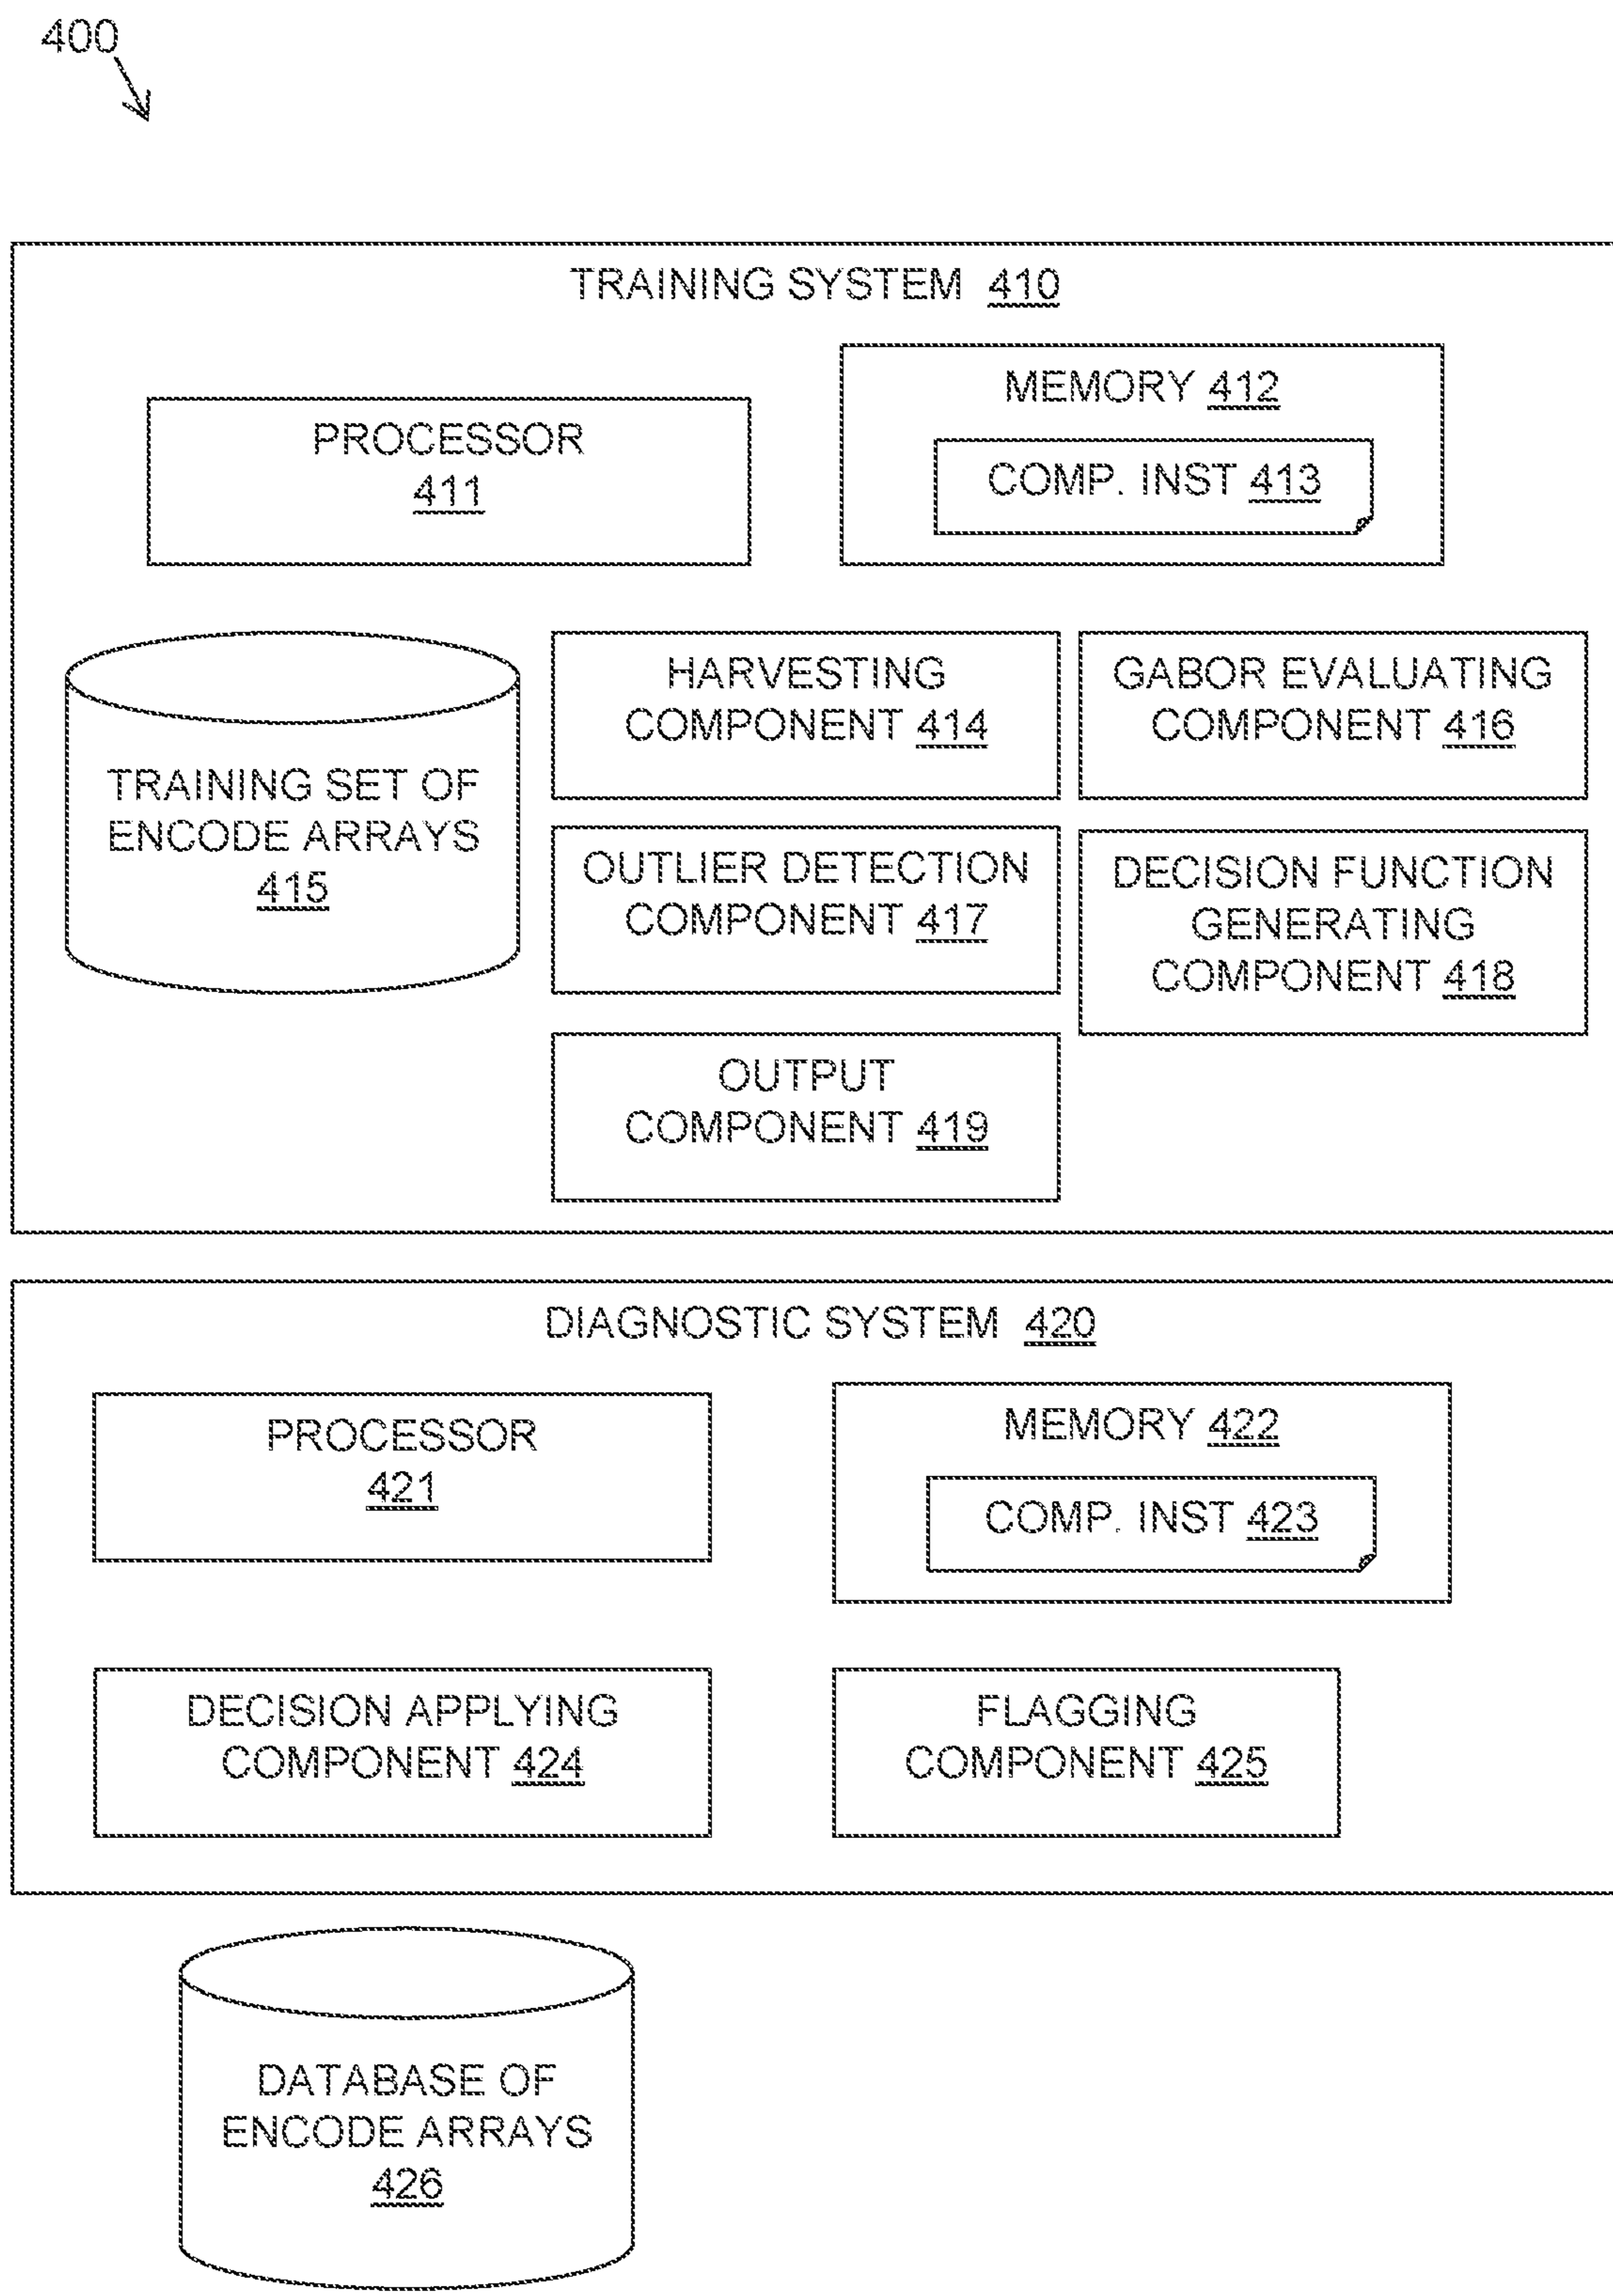 400
TRAINING SYSTEM 410
PROCESSOR
411
MEMORY 412
COMP. INST 413
TRAINING SET OF
ENCODE ARRAYS
415
HARVESTING
COMPONENT 414
GABOR EVALUATING
COMPONENT 416
OUTLIER DETECTION
COMPONENT 417
DECISION FUNCTION
GENERATING
COMPONENT 418
OUTPUT
COMPONENT 419
DIAGNOSTIC SYSTEM 420
PROCESSOR
421
MEMORY 422
COMP. INST 423
DECISION APPLYING
COMPONENT 424
FLAGGING
COMPONENT 425
DATABASE OF
ENCODE ARRAYS
426